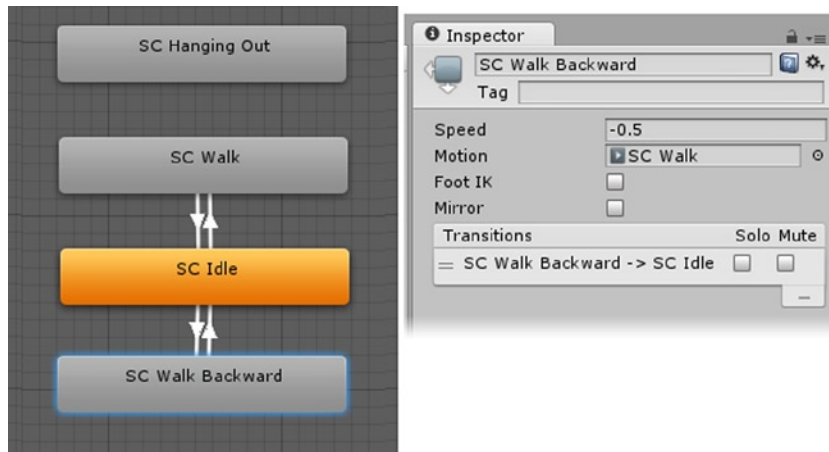 SC Hanging Out
SC Walk
SC Idle
SC Walk Backward
Inspector
SC Walk Backward
Tag
Speed -0.5
Motion SC Walk
Foot IK
Mirror
Transitions Solo Mute
SC Walk Backward -> SC Idle